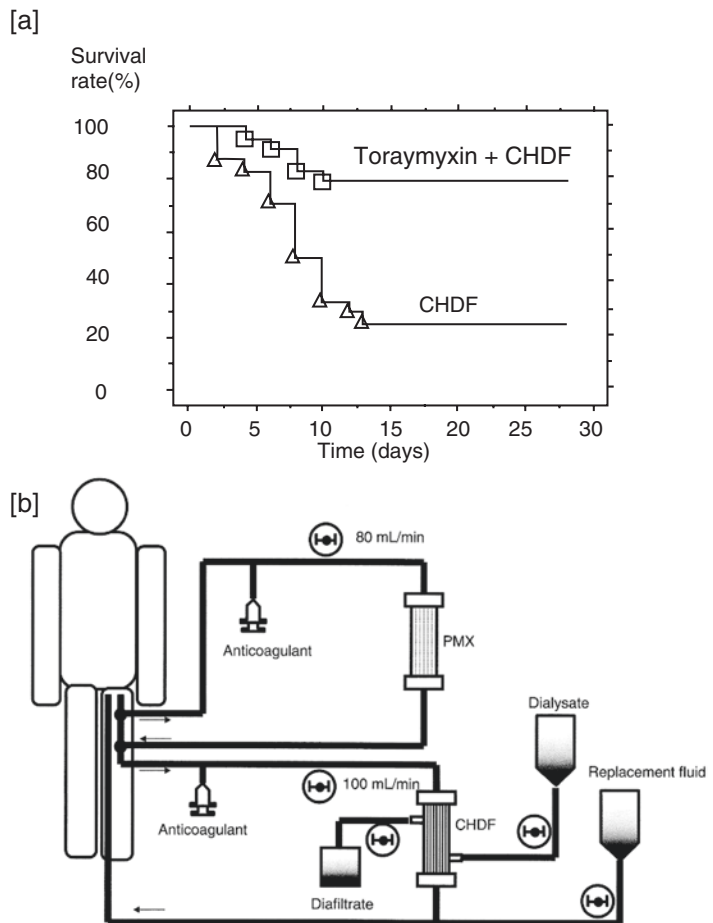 [a]
Survival
rate(%)
100
80
60
40
20
0
Toraymyxin + CHDF
CHDF
0 5 10 15 20 25 30
Time (days)
[b]
80 mL/min
Anticoagulant
PMX
Dialysate
Replacement fluid
100 mL/min
Anticoagulant
CHDF
Diafiltrate